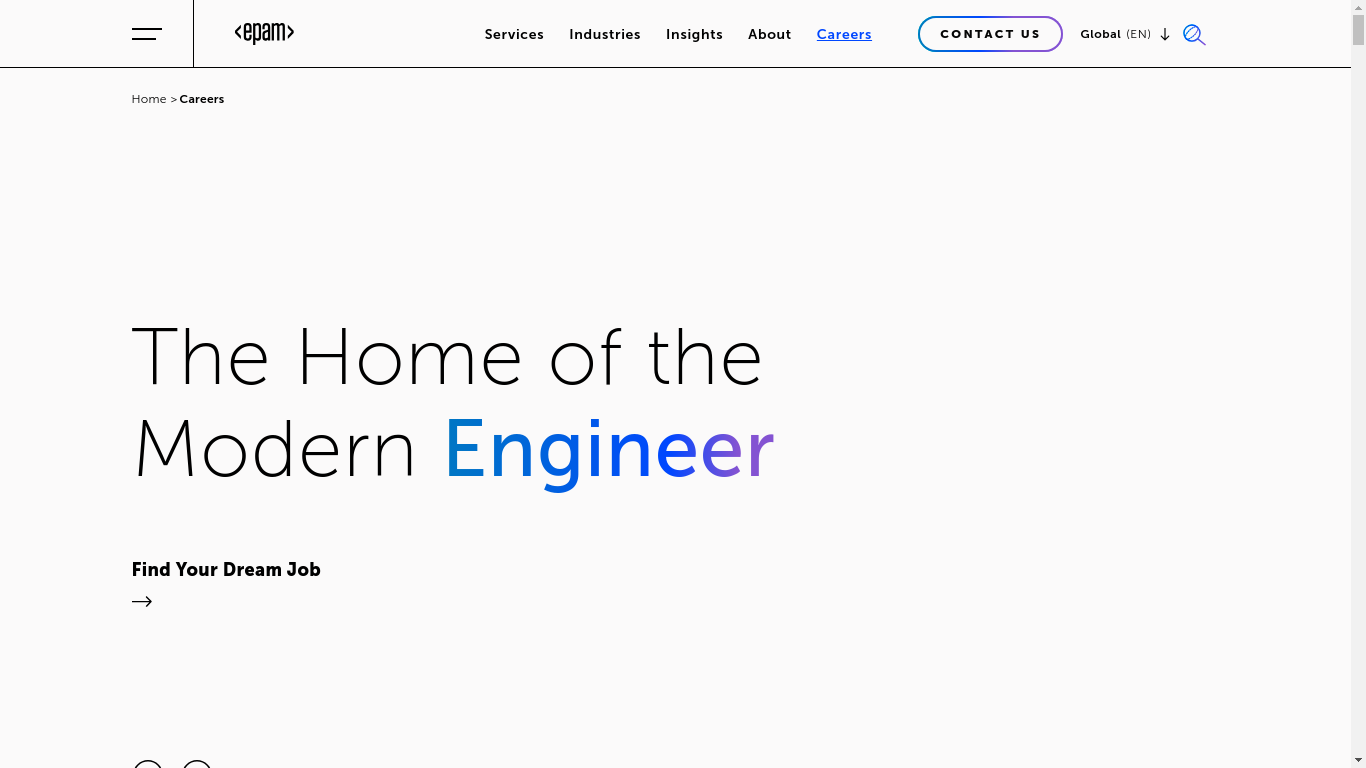 <epam>
Services Industries Insights About Careers
CONTACT US
Global (EN)
Home > Careers
The Home of the
Modern Engineer
Find Your Dream Job